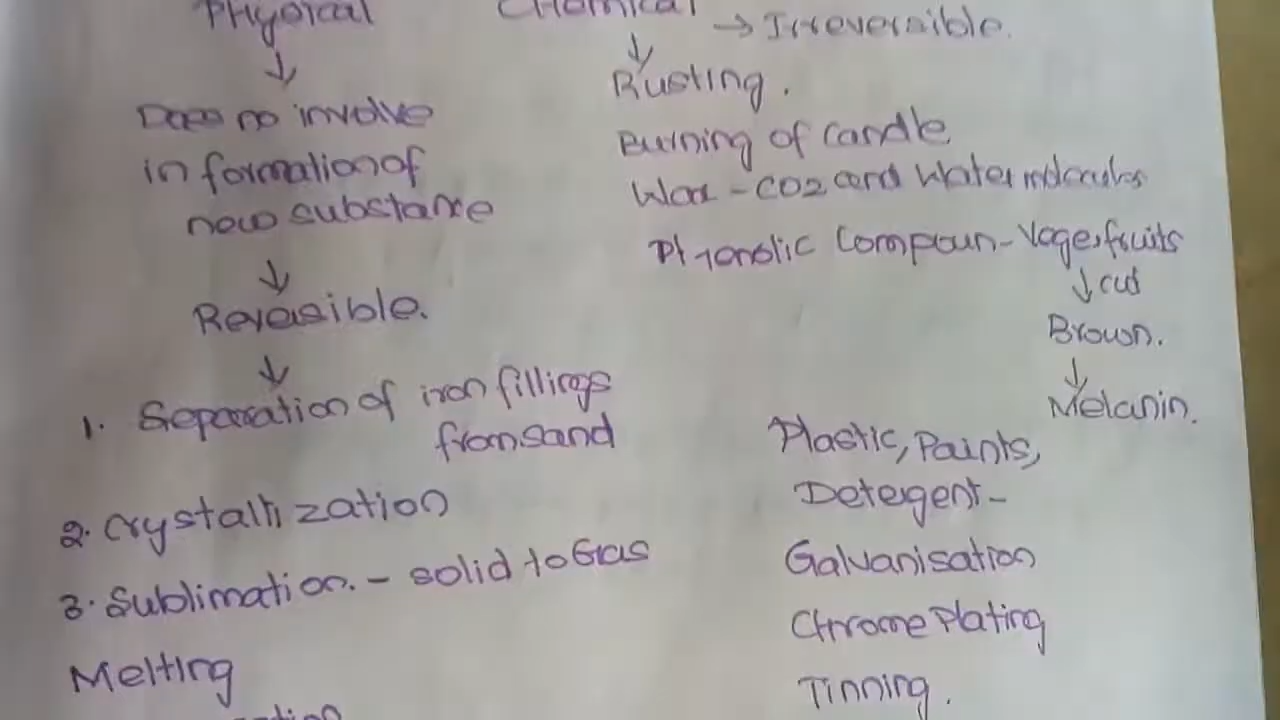 Physical
↓
Does no involve
in formation of
new substance
↓
Reversible.
↓
1. Separation of iron fillings
from sand
2. Crystallization
3. Sublimation. - solid to Gas
Melting
Chemical → Irreversible.
↓
Rusting.
Burning of candle
Wax - CO2 and Water molecules
Phenolic Compoun - Vege, fruits
↓ cut
Brown.
↓
Melanin.
Plastic, Paints,
Detergent -
Galvanisation
Chrome Plating
Tinning.